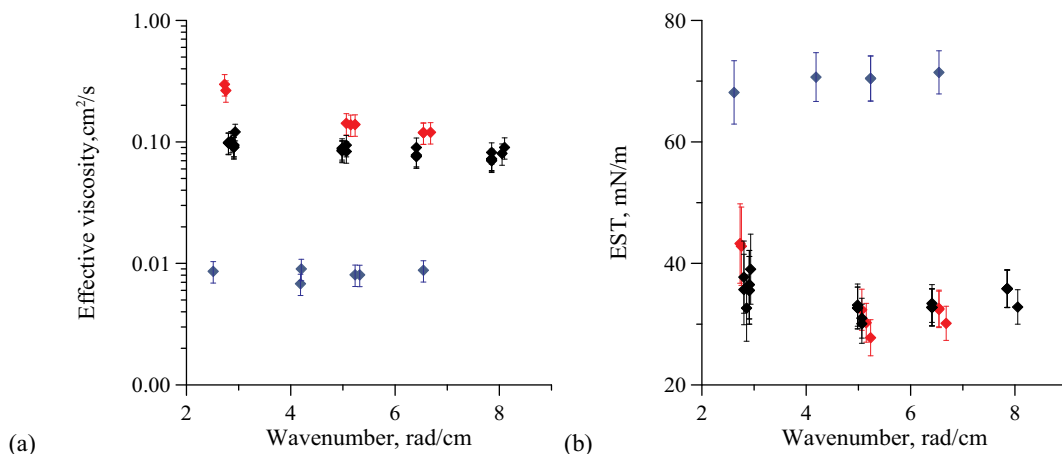 1.00
0.10
0.01
0.00
Effective viscosity,cm²/s
2
4
6
8
Wavenumber, rad/cm
(a)
80
60
40
20
EST, mN/m
2
4
6
8
Wavenumber, rad/cm
(b)